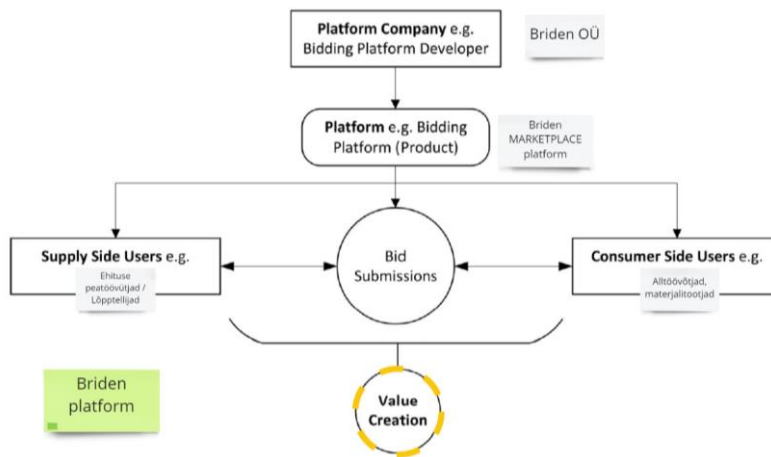 Platform Company e.g.
Bidding Platform Developer
Briden OÜ
Platform e.g. Bidding
Platform (Product)
Briden
MARKETPLACE
platform
Supply Side Users e.g.
Ehituse
peatöövütjad /
Lõpptellijad
Bid
Submissions
Consumer Side Users e.g.
Alltöövõtjad,
materjalitootjad
Briden
platform
Value
Creation